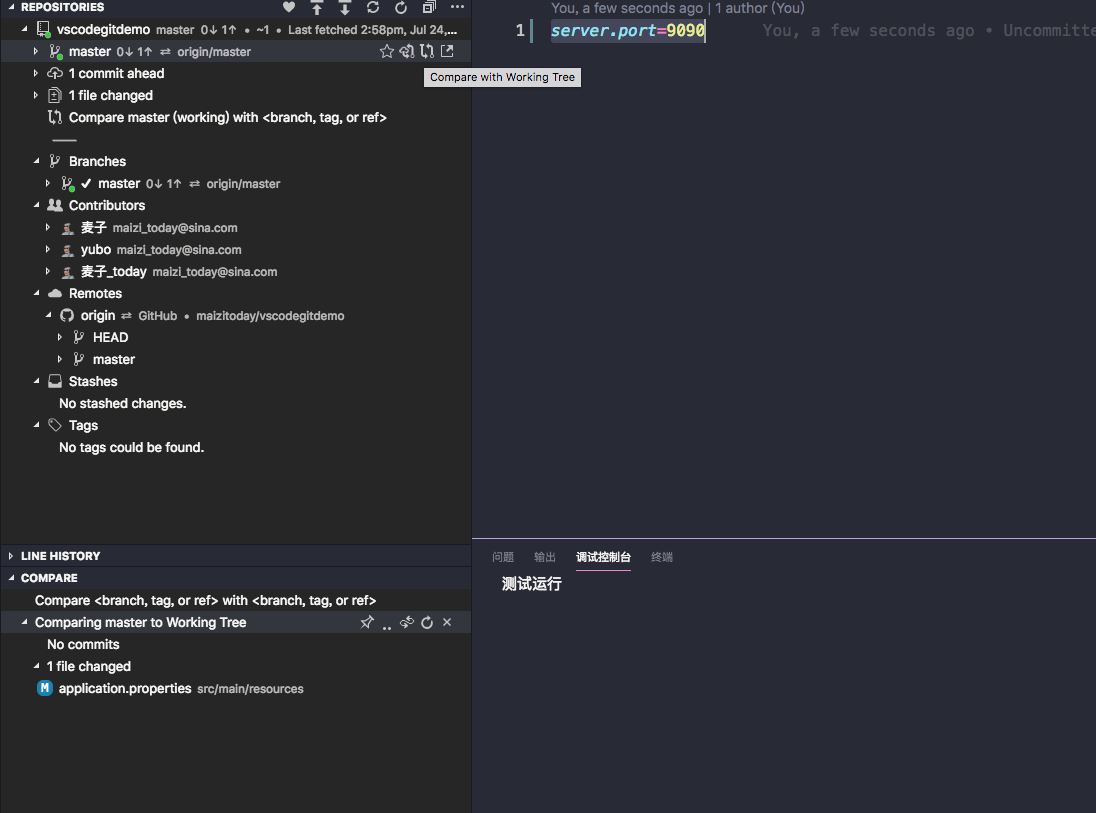 REPOSITORIES
vscodegitdemo master 0↓ 1↑ • ~1 • Last fetched 2:58pm, Jul 24,...
master 0↓ 1↑ ⇄ origin/master
Compare with Working Tree
1 commit ahead
1 file changed
Compare master (working) with <branch, tag, or ref>
Branches
✓ master 0↓ 1↑ ⇄ origin/master
Contributors
麦子 maizi_today@sina.com
yubo maizi_today@sina.com
麦子_today maizi_today@sina.com
Remotes
origin ⇄ GitHub • maizitoday/vscodegitdemo
HEAD
master
Stashes
No stashed changes.
Tags
No tags could be found.
LINE HISTORY
COMPARE
Compare <branch, tag, or ref> with <branch, tag, or ref>
Comparing master to Working Tree
No commits
1 file changed
M application.properties src/main/resources
You, a few seconds ago | 1 author (You)
1 server.port=9090 You, a few seconds ago • Uncommitte
问题 输出 调试控制台 终端
测试运行